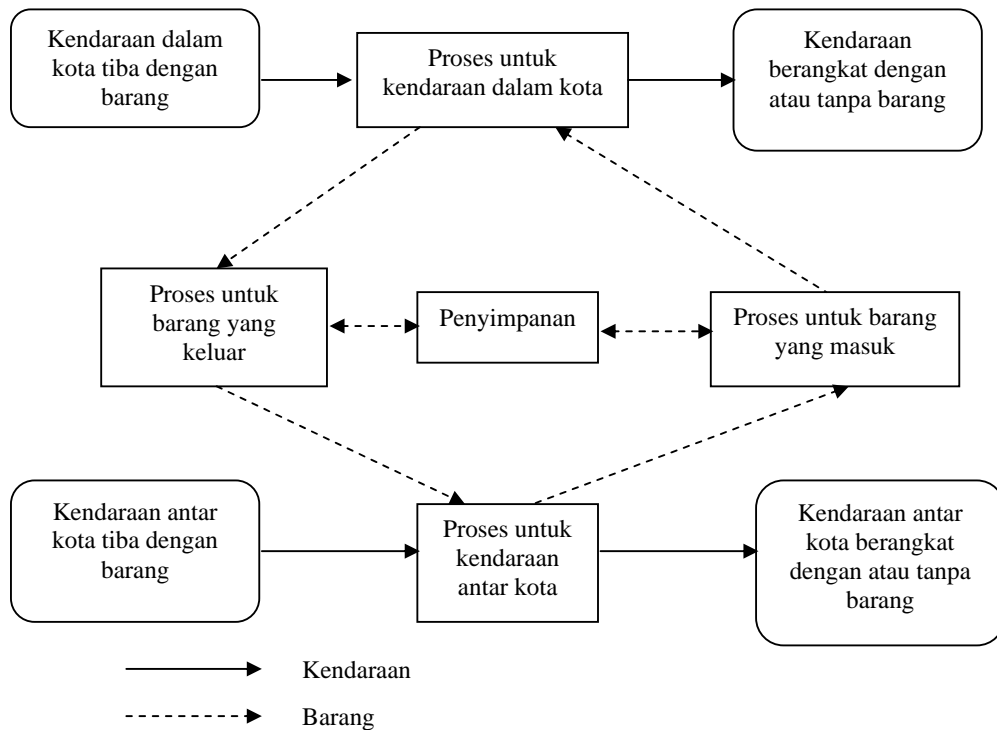 Kendaraan dalam
kota tiba dengan
barang
Proses untuk
kendaraan dalam kota
Kendaraan
berangkat dengan
atau tanpa barang
Proses untuk
barang yang
keluar
Penyimpanan
Proses untuk barang
yang masuk
Kendaraan antar
kota tiba dengan
barang
Proses untuk
kendaraan
antar kota
Kendaraan antar
kota berangkat
dengan atau tanpa
barang
Kendaraan
Barang